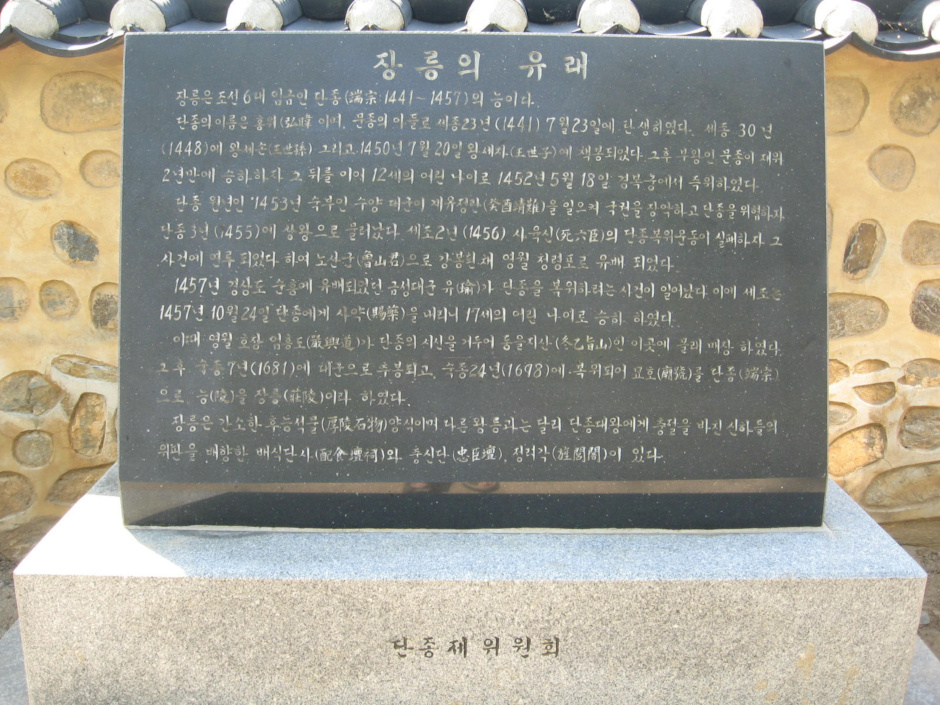 장릉의 유래
장릉은 조선 6대 임금인 단종(端宗:1441~1457)의 능이다.
단종의 이름은 홍위(弘暐)이며, 문종의 아들로 세종23년(1441) 7월23일에 탄생하였다. 세종 30년
(1448)에 왕세손(王世孫) 그리고 1450년 7월 20일 왕세자(王世子)에 책봉되었다. 그후 부왕인 문종이 재위
2년만에 승하하자 그 뒤를 이어 12세의 어린 나이로 1452년 5월 18일 경복궁에서 즉위하였다.
단종 원년인 1453년 숙부인 수양 대군이 계유정란(癸酉靖難)을 일으켜 국권을 장악하고 단종을 위협하자
단종3년(1455)에 상왕으로 물러났다. 세조2년(1456) 사육신(死六臣)의 단종복위운동이 실패하자 그
사건에 연루 되었다 하여 노산군(魯山君)으로 강봉된채 영월 청령포로 유배 되었다.
1457년 경상도 순흥에 유배되었던 금성대군 유(瑜)가 단종을 복위하려는 사건이 일어났다. 이에 세조는
1457년 10월 24일 단종에게 사약(賜藥)을 내리니 17세의 어린 나이로 승하 하였다.
이때 영월 호장 엄흥도(嚴興道)가 단종의 시신을 거두어 동을지산(冬乙旨山)인 이곳에 몰래 매장 하였다.
그후 숙종7년(1681)에 대군으로 추봉되고, 숙종24년(1698)에 복위되어 묘호(廟號)를 단종(端宗)
으로, 능(陵)을 장릉(莊陵)이라 하였다.
장릉은 간소한 후능석물(厚陵石物)양식이며 다른 왕릉과는 달리 단종대왕에게 충절을 바친 신하들의
위판을 배향한 배식단사(配食壇祠)와 충신단(忠臣壇), 정려각(旌閭閣)이 있다.
단종제위원회